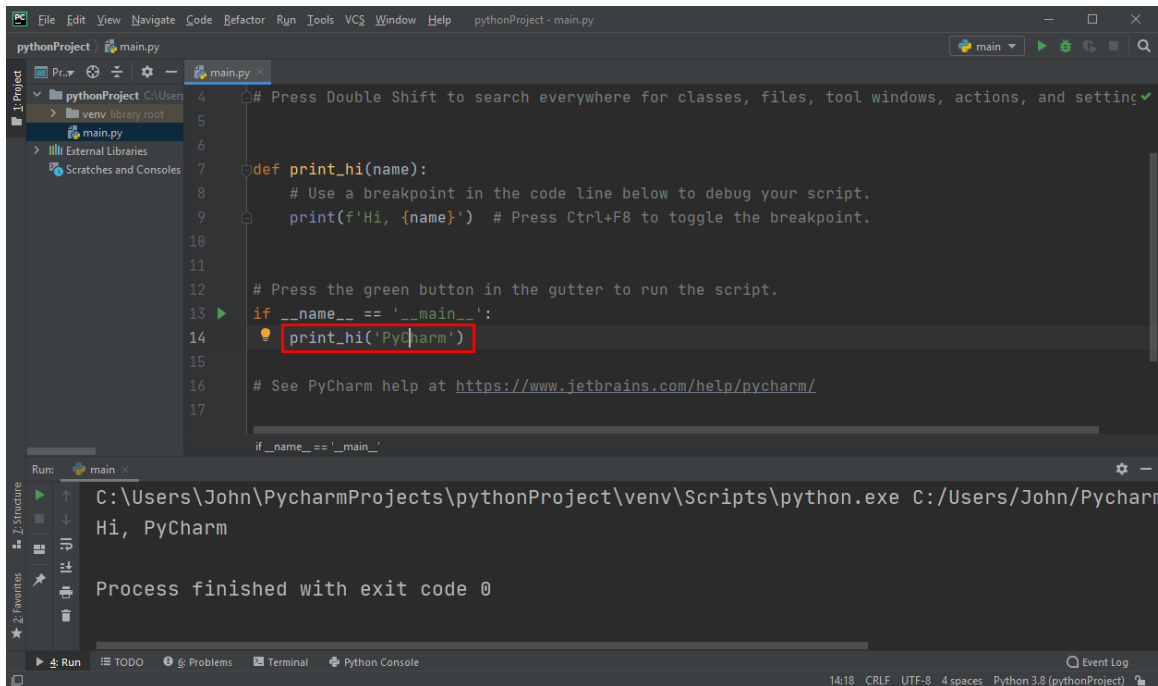 PC File Edit View Navigate Code Refactor Run Tools VCS Window Help pythonProject - main.py
pythonProject main.py main
1: Project Pr... main.py
pythonProject C:\Users
venv library root
main.py
External Libraries
Scratches and Consoles
4 # Press Double Shift to search everywhere for classes, files, tool windows, actions, and setting
5
6
7 def print_hi(name):
8 # Use a breakpoint in the code line below to debug your script.
9 print(f'Hi, {name}') # Press Ctrl+F8 to toggle the breakpoint.
10
11
12 # Press the green button in the gutter to run the script.
13 if __name__ == '__main__':
14 print_hi('PyCharm')
15
16 # See PyCharm help at https://www.jetbrains.com/help/pycharm/
17
if __name__ == '__main__'
Run: main
C:\Users\John\PycharmProjects\pythonProject\venv\Scripts\python.exe C:/Users/John/Pycharm
Hi, PyCharm
Process finished with exit code 0
7: Structure
2: Favorites
4: Run TODO 6: Problems Terminal Python Console Event Log
14:18 CRLF UTF-8 4 spaces Python 3.8 (pythonProject)